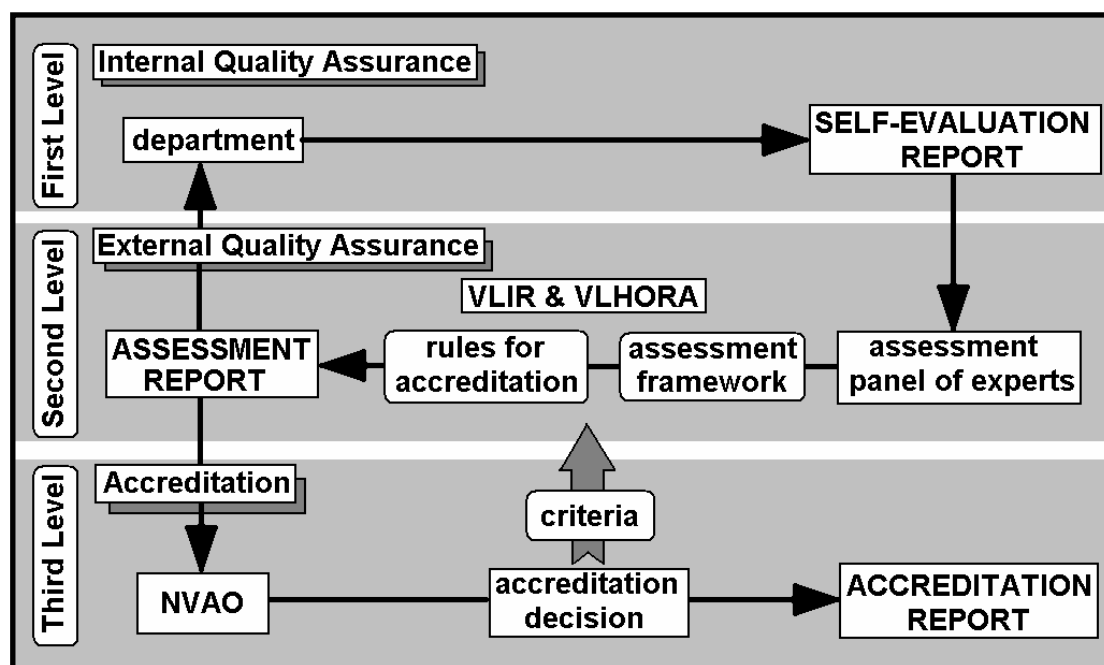 First Level
Internal Quality Assurance
department
SELF-EVALUATION
REPORT
Second Level
External Quality Assurance
VLIR & VLHORA
ASSESSMENT
REPORT
rules for
accreditation
assessment
framework
assessment
panel of experts
Third Level
Accreditation
criteria
NVAO
accreditation
decision
ACCREDITATION
REPORT